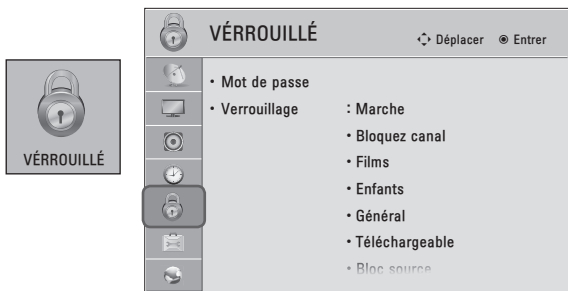 VÉRROUILLÉ
VÉRROUILLÉ
Déplacer
Entrer
• Mot de passe
• Verrouillage : Marche
• Bloquez canal
• Films
• Enfants
• Général
• Téléchargeable
• Bloc source